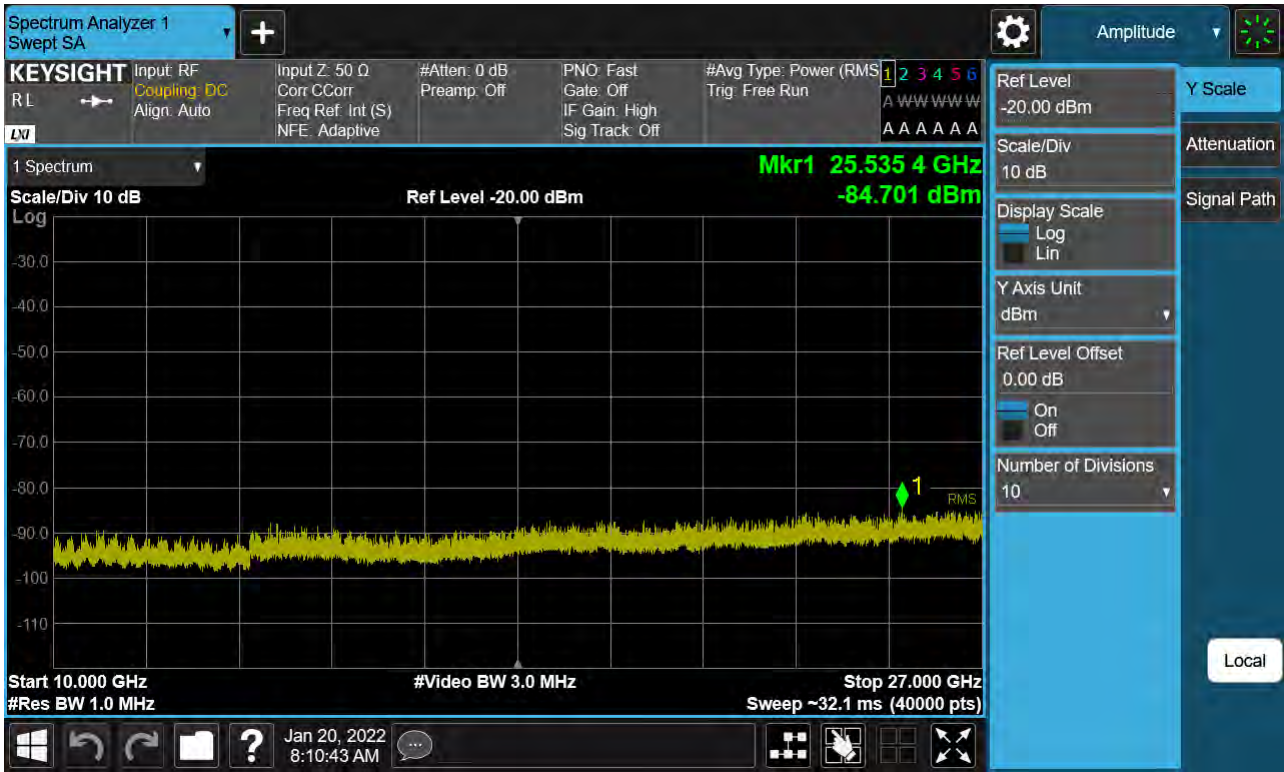 Spectrum Analyzer 1
Swept SA
Amplitude
KEYSIGHT
RL
LXI
Input: RF
Coupling: DC
Align: Auto
Input Z: 50 Ω
Corr CCorr
Freq Ref: Int (S)
NFE: Adaptive
#Atten: 0 dB
Preamp: Off
PNO: Fast
Gate: Off
IF Gain: High
Sig Track: Off
#Avg Type: Power (RMS
Trig: Free Run
1 2 3 4 5 6
A W W W W W
A A A A A A
1 Spectrum
Mkr1 25.535 4 GHz
-84.701 dBm
Scale/Div 10 dB
Ref Level -20.00 dBm
Log
-30.0
-40.0
-50.0
-60.0
-70.0
-80.0
-90.0
-100
-110
1
RMS
Start 10.000 GHz
#Video BW 3.0 MHz
Stop 27.000 GHz
#Res BW 1.0 MHz
Sweep ~32.1 ms (40000 pts)
Ref Level
-20.00 dBm
Scale/Div
10 dB
Display Scale
Log
Lin
Y Axis Unit
dBm
Ref Level Offset
0.00 dB
On
Off
Number of Divisions
10
Y Scale
Attenuation
Signal Path
Local
?
Jan 20, 2022
8:10:43 AM